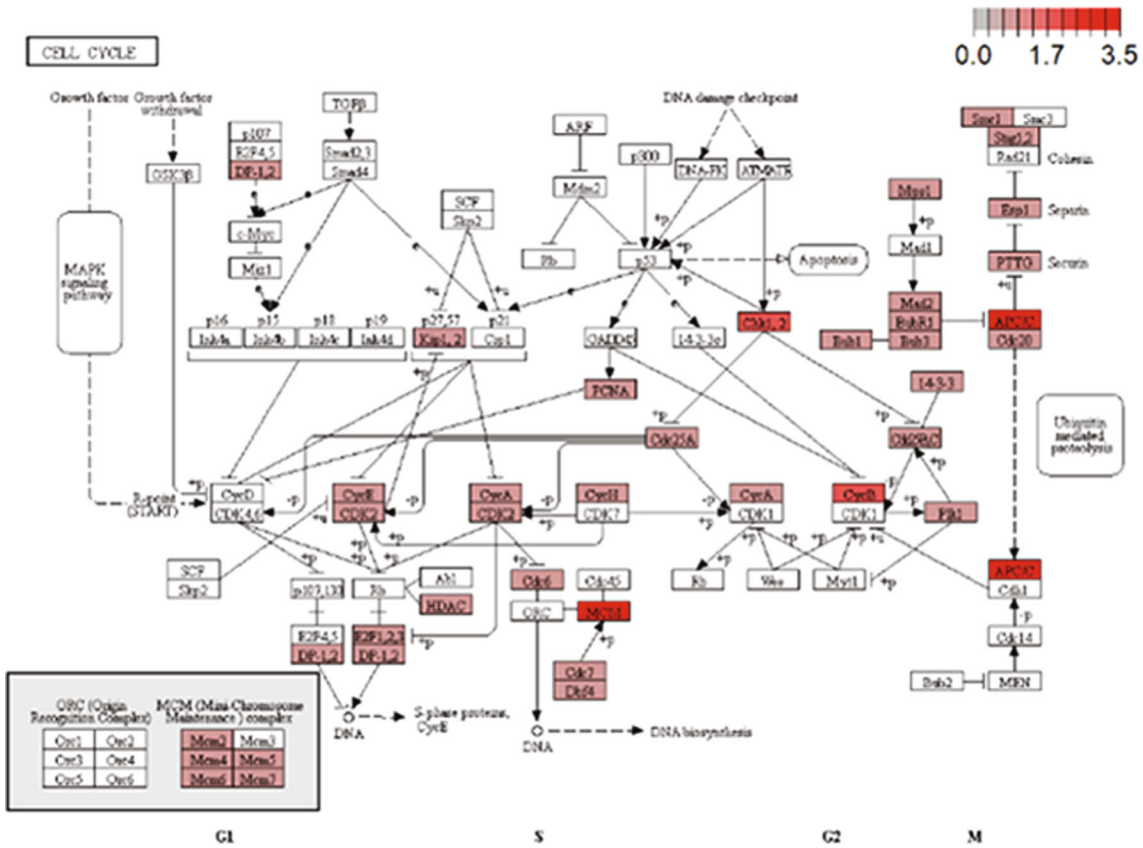 0.0 1.7 3.5
CELL CYCLE
Growth factor
Growth factor
withdrawal
TGFβ
DNA damage checkpoint
p107
E2F4,5
DP-1,2
Smad2,3
Smad4
ARF
p300
DNA-PK
ATMATR
Smc1
Smc3
Stag1,2
Rad21
Cohesin
GSK3β
SCF
Skp2
Mdm2
Mps1
+p
Esp1
Separin
c-Myc
Miz1
Rb
p53
+p
+p
Apoptosis
Mad1
PTTG
Securin
MAPK
signaling
pathway
+u
+u
+p
+p
+u
Mad2
BubR1
Bub3
Bub1
APC/C
Cdc20
p16
Ink4a
p15
Ink4b
p18
Ink4c
p19
Ink4d
p27,57
Kip1, 2
p21
Cip1
GADD45
14-3-3σ
Chk1, 2
+p
PCNA
14-3-3
+p
+p
Cdc25A
Cdc25B,C
Ubiquitin
mediated
proteolysis
R-point
(START)
+p
CycD
CDK4,6
-p
CycE
CDK2
-p
CycA
CDK2
-p
CycH
CDK7
+p
-p
CycA
CDK1
CycB
CDK1
-p
+p
Plk1
+p
+p
+p
+p
+p
+p
+p
+p
+u
SCF
Skp2
p107,130
Rb
Abl
HDAC
Cdc6
Cdc45
ORC
MCM
Rb
Wee
Myt1
+p
APC/C
Cdh1
-p
Cdc14
E2F4,5
DP-1,2
E2F1,2,3
DP-1,2
+p
+p
Cdc7
Dbf4
Bub2
MEN
ORC (Origin
Recognition Complex)
MCM (Mini-Chromosome
Maintenance ) complex
Orc1 Orc2
Orc3 Orc4
Orc5 Orc6
Mcm2 Mcm3
Mcm4 Mcm5
Mcm6 Mcm7
DNA
S-phase proteins,
CycE
DNA
DNA biosynthesis
G1 S G2 M